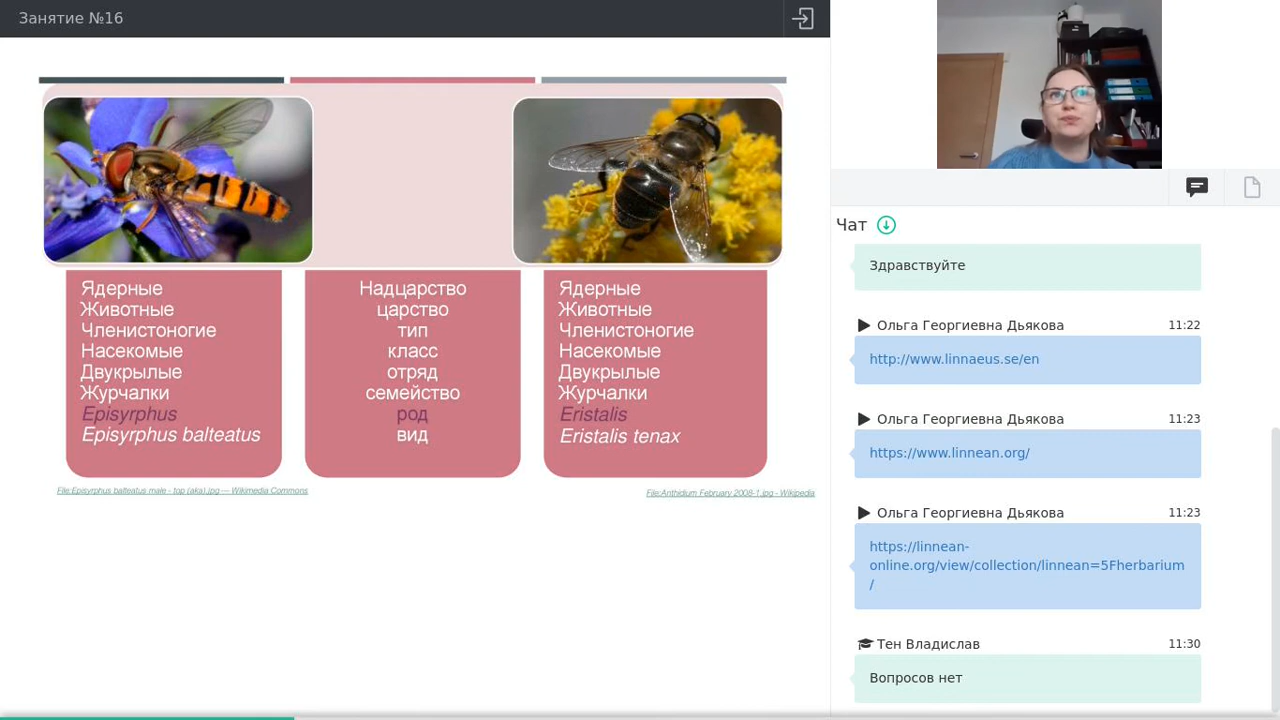 Занятие №16
Ядерные
Животные
Членистоногие
Насекомые
Двукрылые
Журчалки
Episyrphus
Episyrphus balteatus
Надцарство
царство
тип
класс
отряд
семейство
род
вид
Ядерные
Животные
Членистоногие
Насекомые
Двукрылые
Журчалки
Eristalis
Eristalis tenax
File:Episyrphus balteatus male - top (aka).jpg — Wikimedia Commons
File:Anthidium February 2008-1.jpg - Wikipedia
Чат
Здравствуйте
Ольга Георгиевна Дьякова 11:22
http://www.linnaeus.se/en
Ольга Георгиевна Дьякова 11:23
https://www.linnean.org/
Ольга Георгиевна Дьякова 11:23
https://linnean-
online.org/view/collection/linnean=5Fherbarium
/
Тен Владислав 11:30
Вопросов нет